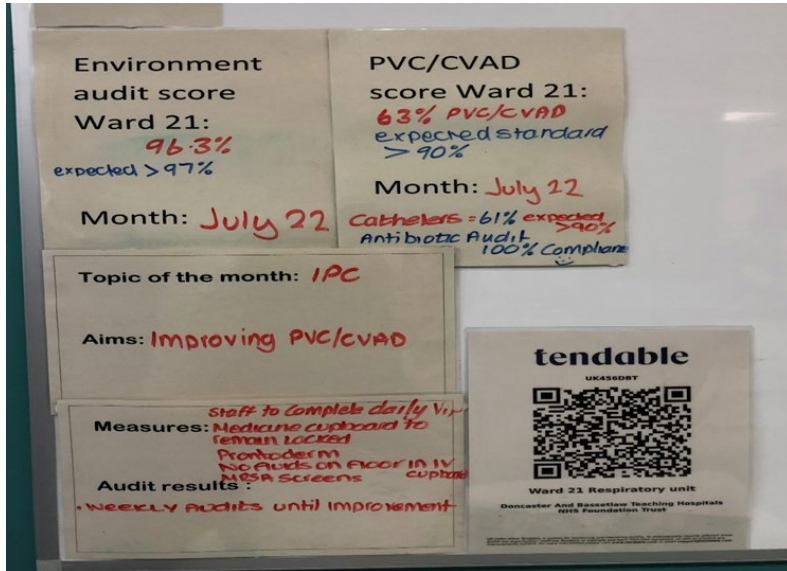 Environment
audit score
Ward 21:
96.3%
expected >97%
Month: July 22
PVC/CVAD
score Ward 21:
63% PVC/CVAD
expected standard
> 90%
Month: July 22
Catheters = 61% expected
>90%
Antibiotic Audit
100% Compliane
Topic of the month: IPC
Aims: Improving PVC/CVAD
Staff to complete daily Vip
Measures: Medicine cupboard to
remain locked
Prontoderm
No fluids on floor in IV
cupboard
MRSA Screens
Audit results :
• Weekly Audits until improvement
tendable
UK456DBT
Ward 21 Respiratory unit
Doncaster And Bassetlaw Teaching Hospitals
NHS Foundation Trust